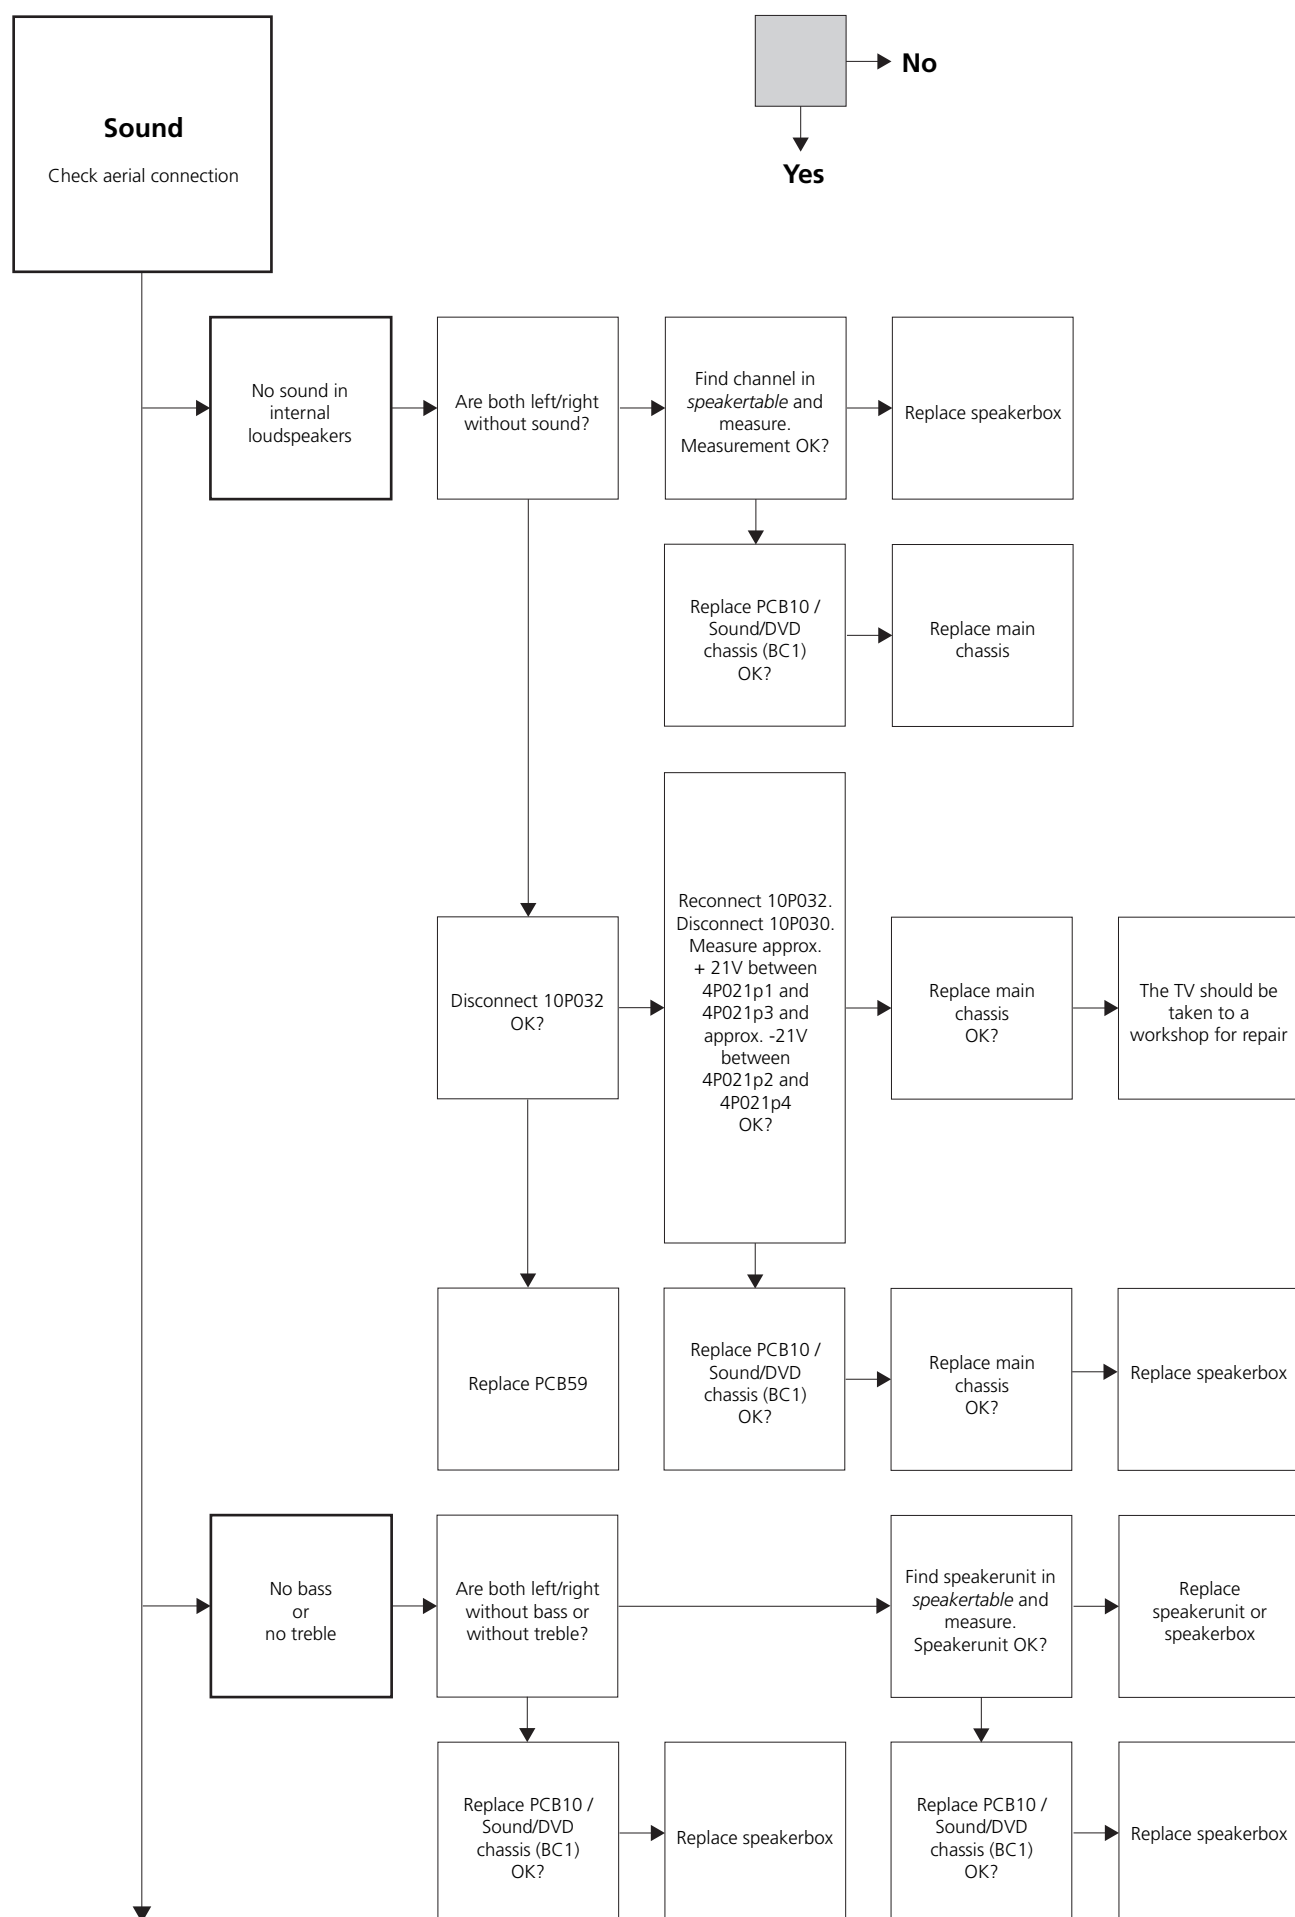 Sound
Check aerial connection
No
Yes
No sound in
internal
loudspeakers
Are both left/right
without sound?
Find channel in
speakertable and
measure.
Measurement OK?
Replace speakerbox
Replace PCB10 /
Sound/DVD
chassis (BC1)
OK?
Replace main
chassis
Disconnect 10P032
OK?
Reconnect 10P032.
Disconnect 10P030.
Measure approx.
+ 21V between
4P021p1 and
4P021p3 and
approx. -21V
between
4P021p2 and
4P021p4
OK?
Replace main
chassis
OK?
The TV should be
taken to a
workshop for repair
Replace PCB59
Replace PCB10 /
Sound/DVD
chassis (BC1)
OK?
Replace main
chassis
OK?
Replace speakerbox
No bass
or
no treble
Are both left/right
without bass or
without treble?
Find speakerunit in
speakertable and
measure.
Speakerunit OK?
Replace
speakerunit or
speakerbox
Replace PCB10 /
Sound/DVD
chassis (BC1)
OK?
Replace speakerbox
Replace PCB10 /
Sound/DVD
chassis (BC1)
OK?
Replace speakerbox